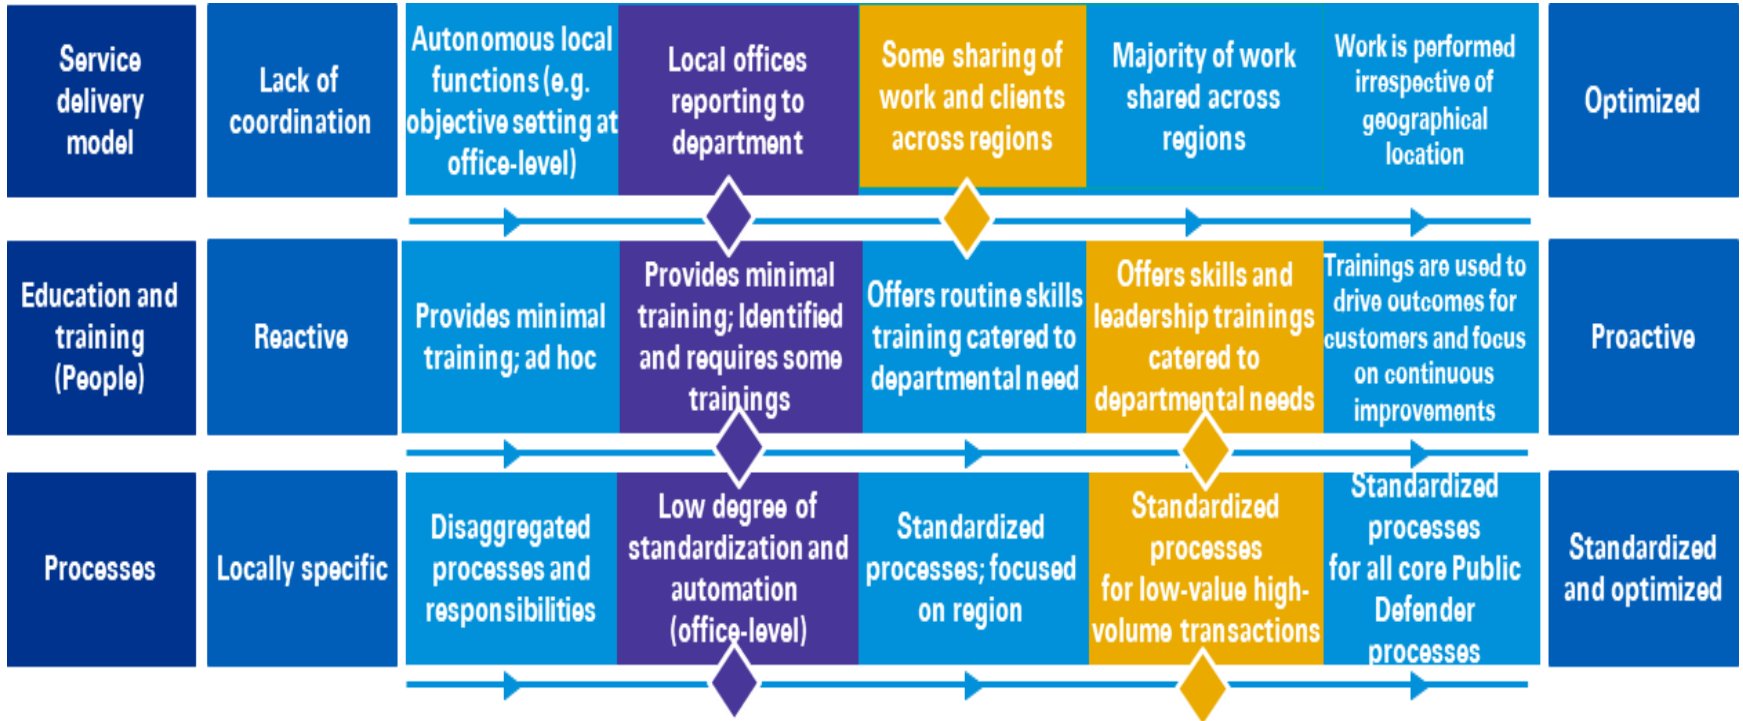 Service
delivery
model
Lack of
coordination
Autonomous local
functions (e.g.
objective setting at
office-level)
Local offices
reporting to
department
Some sharing of
work and clients
across regions
Majority of work
shared across
regions
Work is performed
irrespective of
geographical
location
Optimized
Education and
training
(People)
Reactive
Provides minimal
training; ad hoc
Provides minimal
training; Identified
and requires some
trainings
Offers routine skills
training catered to
departmental need
Offers skills and
leadership trainings
catered to
departmental needs
Trainings are used to
drive outcomes for
customers and focus
on continuous
improvements
Proactive
Processes
Locally specific
Disaggregated
processes and
responsibilities
Low degree of
standardization and
automation
(office-level)
Standardized
processes; focused
on region
Standardized
processes
for low-value high-
volume transactions
Standardized
processes
for all core Public
Defender
processes
Standardized
and optimized